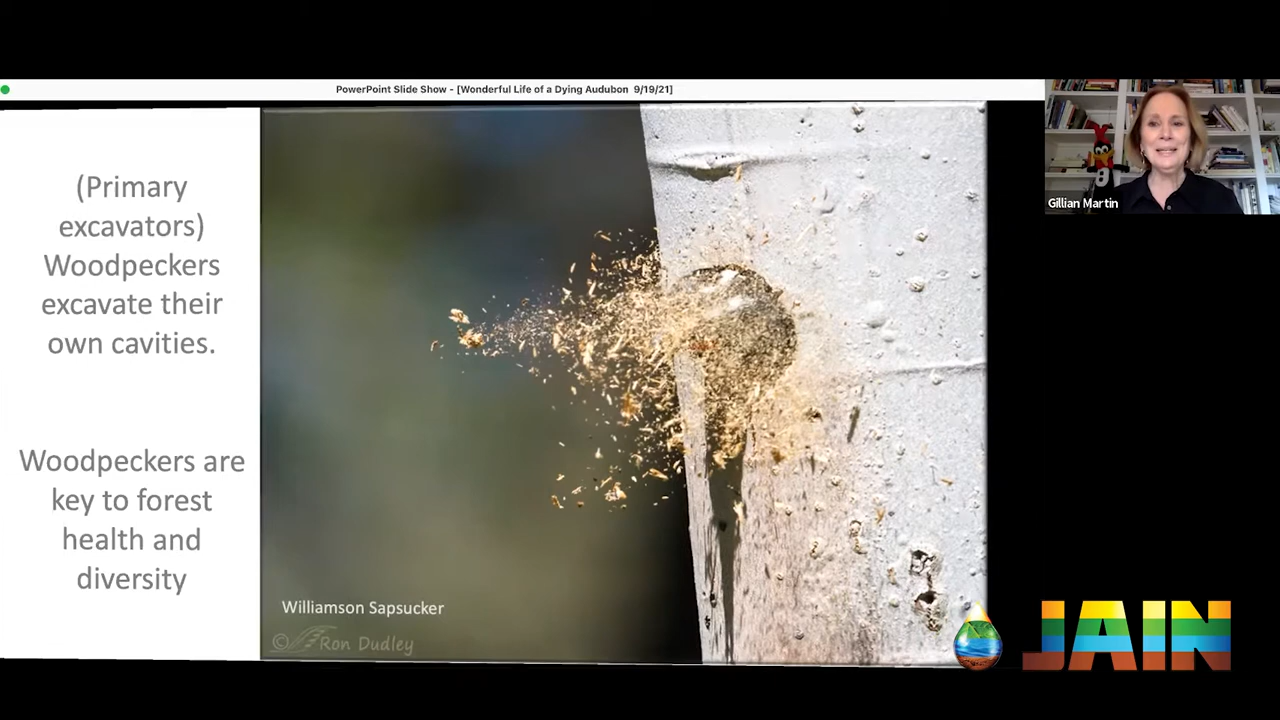 PowerPoint Slide Show - [Wonderful Life of a Dying Audubon 9/19/21]
(Primary
excavators)
Woodpeckers
excavate their
own cavities.
Woodpeckers are
key to forest
health and
diversity
Williamson Sapsucker
© Ron Dudley
Gillian Martin
JAIN